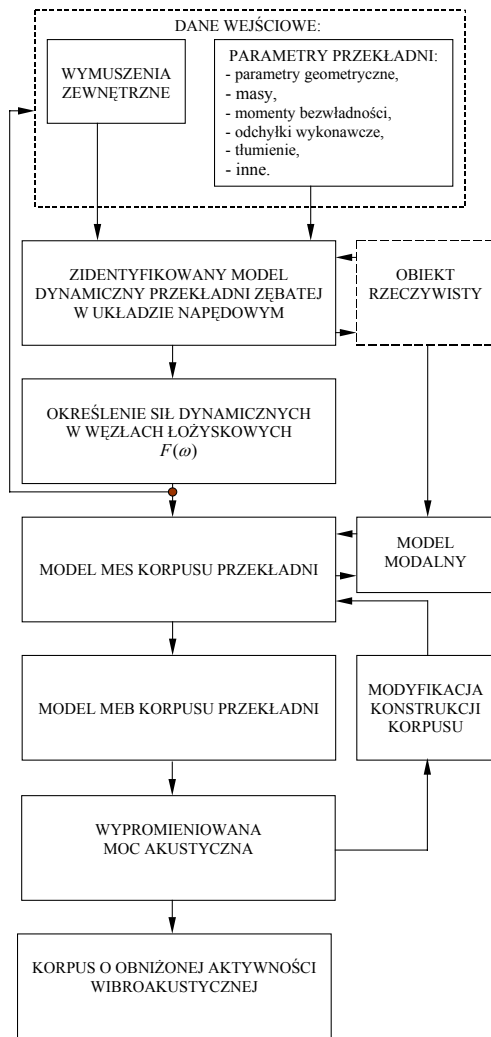 DANE WEJŚCIOWE:
WYMUSZENIA
ZEWNĘTRZNE
PARAMETRY PRZEKŁADNI:
- parametry geometryczne,
- masy,
- momenty bezwładności,
- odchyłki wykonawcze,
- tłumienie,
- inne.
ZIDENTYFIKOWANY MODEL
DYNAMICZNY PRZEKŁADNI ZĘBATEJ
W UKŁADZIE NAPĘDOWYM
OBIEKT
RZECZYWISTY
OKREŚLENIE SIŁ DYNAMICZNYCH
W WĘZŁACH ŁOŻYSKOWYCH
F(ω)
MODEL MES KORPUSU PRZEKŁADNI
MODEL
MODALNY
MODEL MEB KORPUSU PRZEKŁADNI
MODYFIKACJA
KONSTRUKCJI
KORPUSU
WYPROMIENIOWANA
MOC AKUSTYCZNA
KORPUS O OBNIŻONEJ AKTYWNOŚCI
WIBROAKUSTYCZNEJ